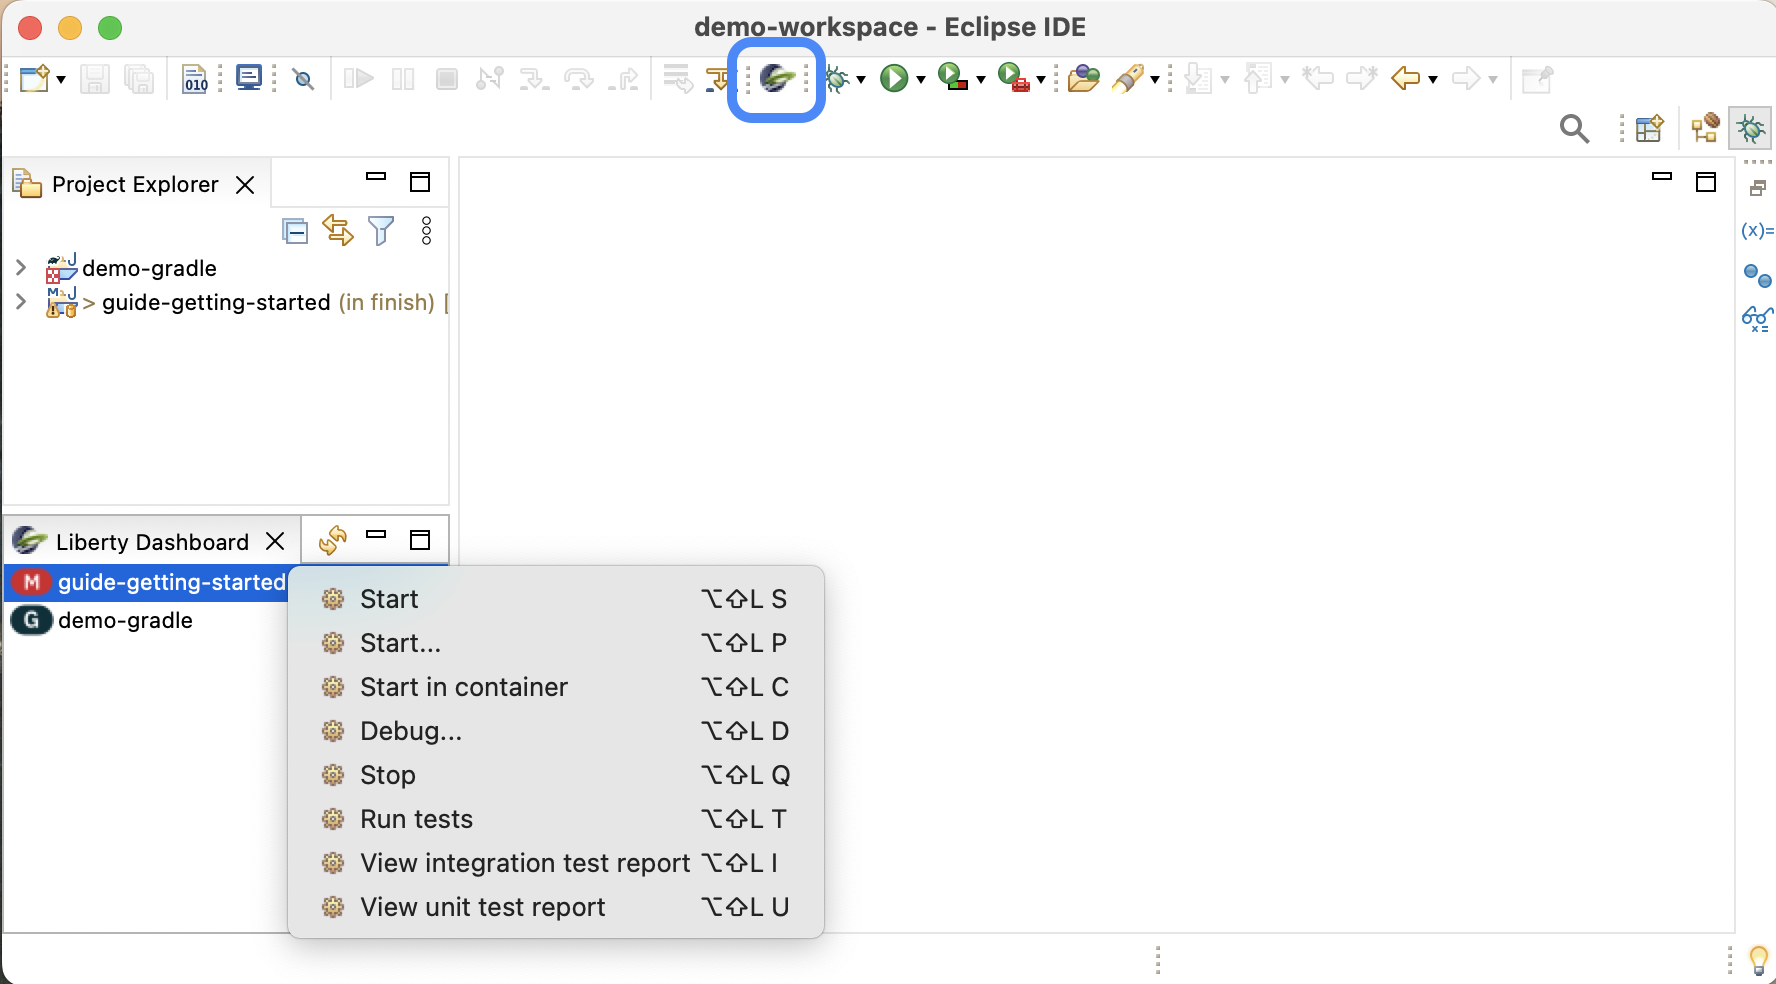 demo-workspace - Eclipse IDE
010
Project Explorer
(x)=
demo-gradle
> guide-getting-started (in finish) [
Liberty Dashboard
M guide-getting-started
G demo-gradle
Start ⌥⇧L S
Start... ⌥⇧L P
Start in container ⌥⇧L C
Debug... ⌥⇧L D
Stop ⌥⇧L Q
Run tests ⌥⇧L T
View integration test report ⌥⇧L I
View unit test report ⌥⇧L U